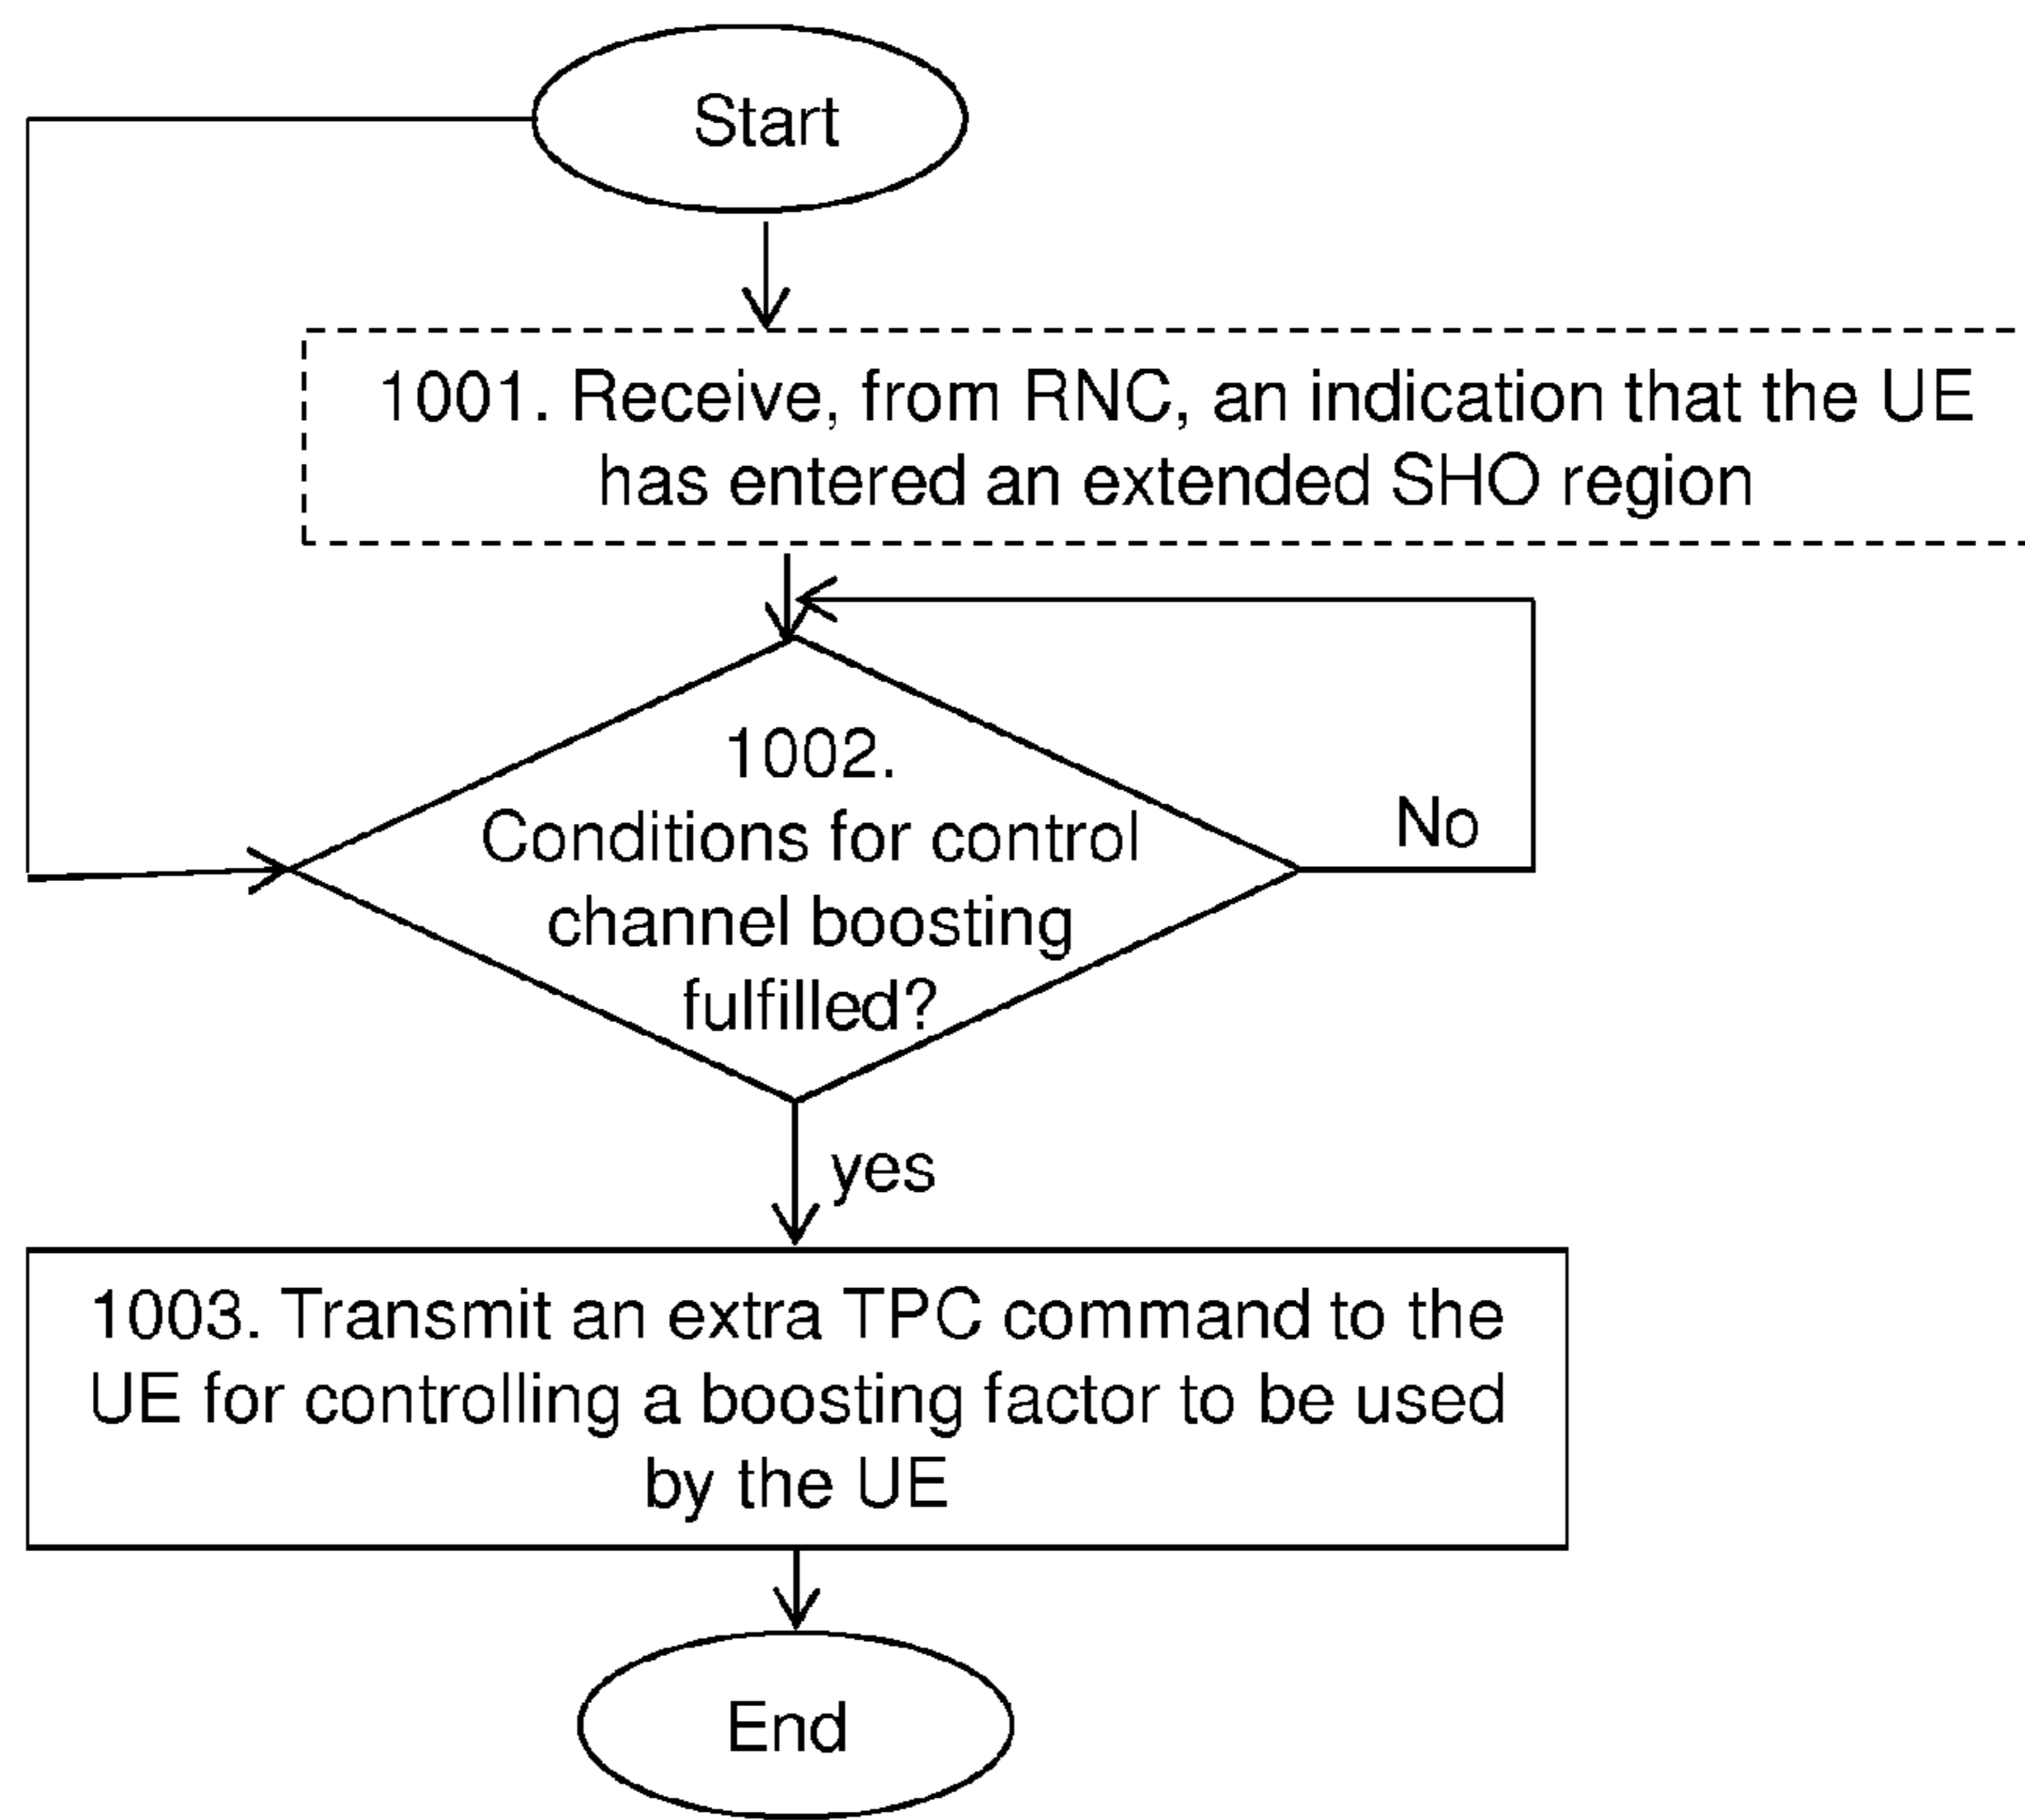 Start
1001. Receive, from RNC, an indication that the UE
has entered an extended SHO region
1002.
Conditions for control
channel boosting
fulfilled?
No
yes
1003. Transmit an extra TPC command to the
UE for controlling a boosting factor to be used
by the UE
End